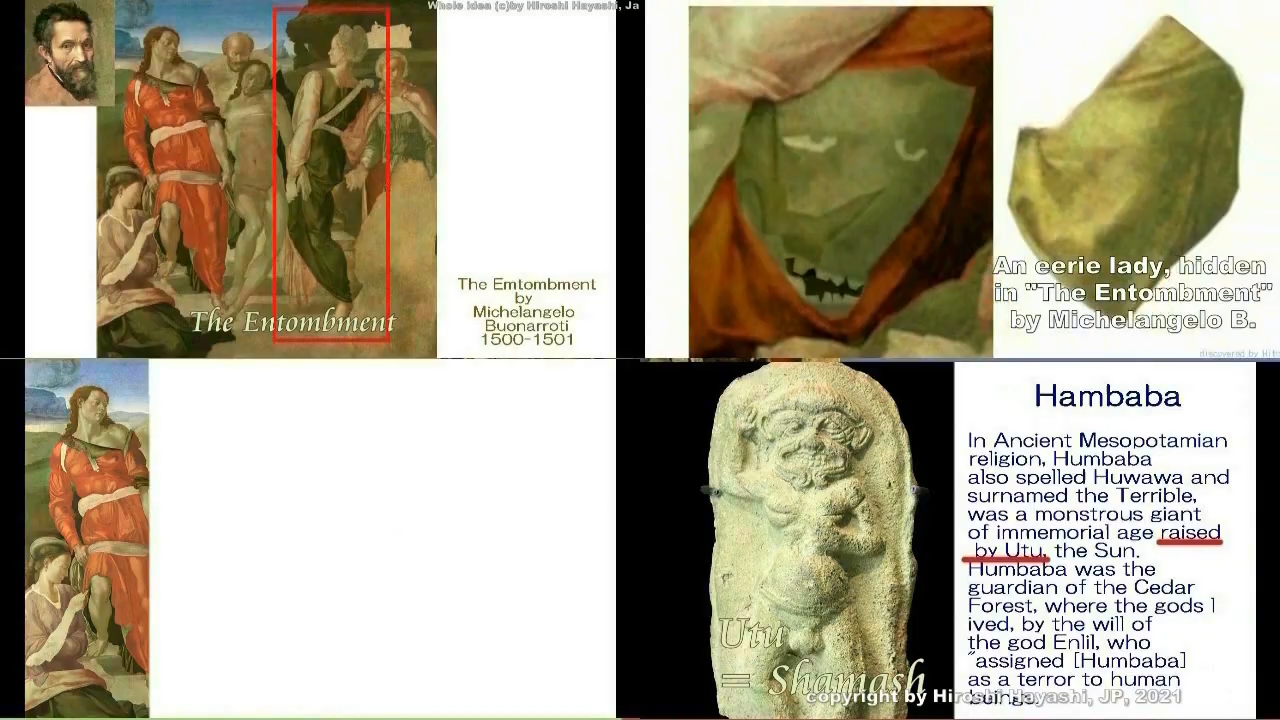 Whole idea (c)by Hiroshi Hayashi, Ja
The Entombment
The Emtombment
by
Michelangelo
Buonarroti
1500-1501
An eerie lady, hidden
in "The Entombment"
by Michelangelo B.
discovered by
Hambaba
In Ancient Mesopotamian
religion, Humbaba
also spelled Huwawa and
surnamed the Terrible,
was a monstrous giant
of immemorial age raised
by Utu, the Sun.
Humbaba was the
guardian of the Cedar
Forest, where the gods l
ived, by the will of
the god Enlil, who
"assigned [Humbaba]
as a terror to human
Utu
= Shamash
copyright by Hiroshi Hayashi, JP, 2021